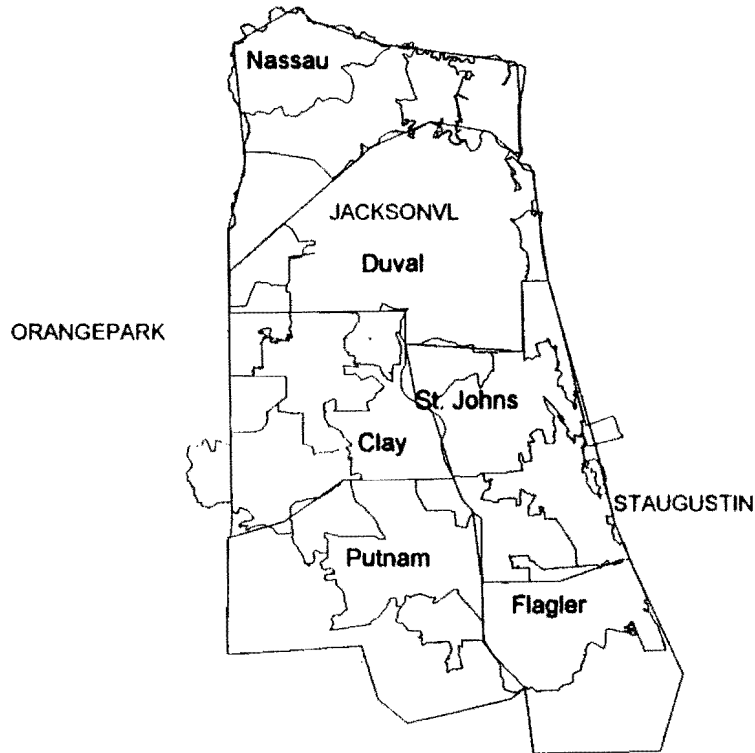 Nassau
JACKSONVL
Duval
ORANGEPARK
St. Johns
Clay
STAUGUSTIN
Putnam
Flagler